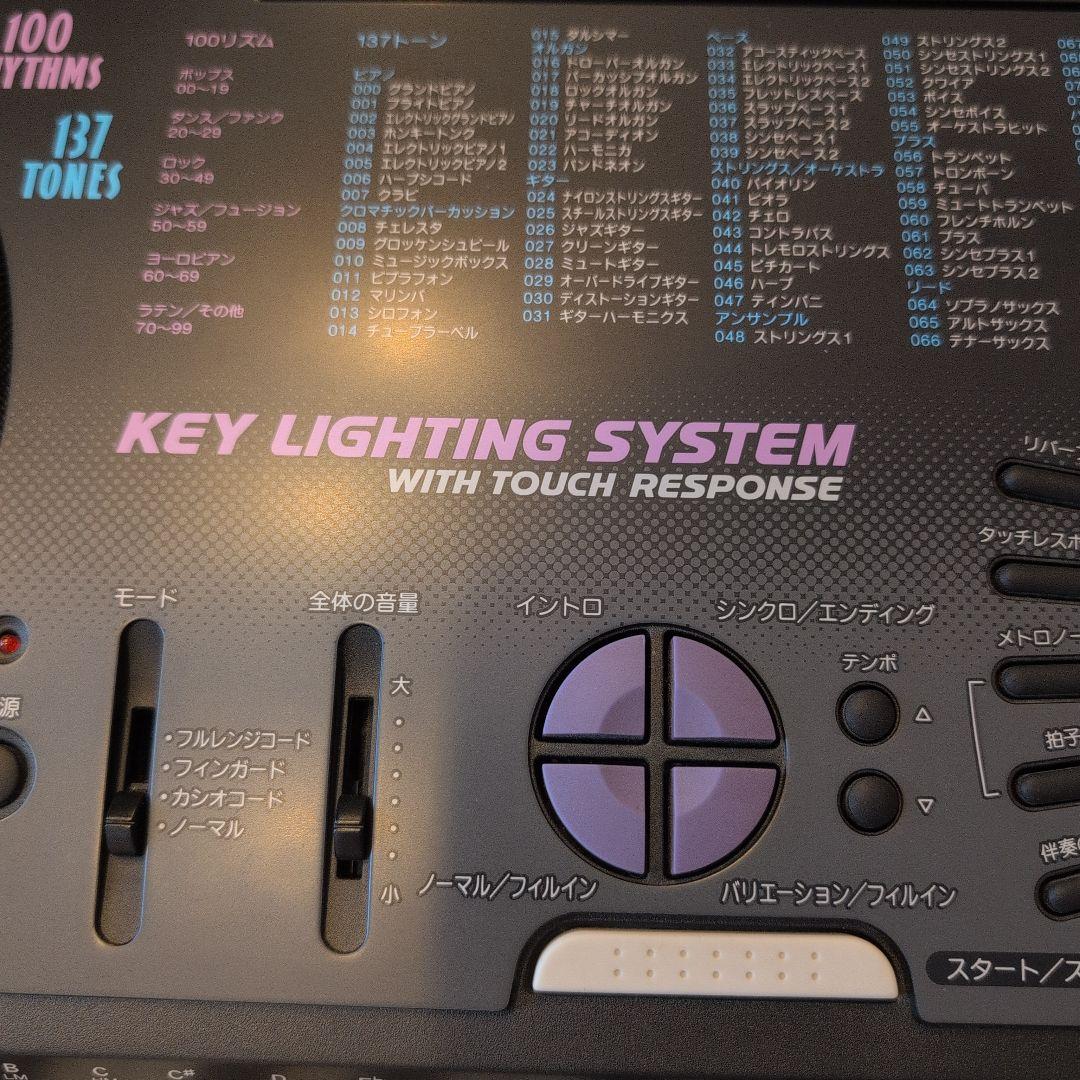 100
RHYTHMS
137
TONES
100リズム
ポップス
00〜19
ダンス／ファンク
20〜29
ロック
30〜49
ジャズ／フュージョン
50〜59
ヨーロピアン
60〜69
ラテン／その他
70〜99
137トーン
ピアノ
000 グランドピアノ
001 ブライトピアノ
002 エレクトリックグランドピアノ
003 ホンキートンク
004 エレクトリックピアノ1
005 エレクトリックピアノ2
006 ハープシコード
007 クラビ
クロマチックパーカッション
008 チェレスタ
009 グロッケンシュピール
010 ミュージックボックス
011 ビブラフォン
012 マリンバ
013 シロフォン
014 チューブラーベル
015 ダルシマー
オルガン
016 ドローバーオルガン
017 パーカッシブオルガン
018 ロックオルガン
019 チャーチオルガン
020 リードオルガン
021 アコーディオン
022 ハーモニカ
023 バンドネオン
ギター
024 ナイロンストリングスギター
025 スチールストリングスギター
026 ジャズギター
027 クリーンギター
028 ミュートギター
029 オーバードライブギター
030 ディストーションギター
031 ギターハーモニクス
ベース
032 アコースティックベース
033 エレクトリックベース1
034 エレクトリックベース2
035 フレットレスベース
036 スラップベース1
037 スラップベース2
038 シンセベース1
039 シンセベース2
ストリングス／オーケストラ
040 バイオリン
041 ビオラ
042 チェロ
043 コントラバス
044 トレモロストリングス
045 ピチカート
046 ハープ
047 ティンパニ
アンサンブル
048 ストリングス1
049 ストリングス2
050 シンセストリングス1
051 シンセストリングス2
052 クワイア
053 ボイス
054 シンセボイス
055 オーケストラヒット
ブラス
056 トランペット
057 トロンボーン
058 チューバ
059 ミュートトランペット
060 フレンチホルン
061 ブラス
062 シンセブラス1
063 シンセブラス2
リード
064 ソプラノサックス
065 アルトサックス
066 テナーサックス
KEY LIGHTING SYSTEM
WITH TOUCH RESPONSE
リバー
タッチレスポ
メトロノー
拍子
伴奏
モード
・フルレンジコード
・フィンガード
・カシオコード
・ノーマル
全体の音量
大
小
イントロ
シンクロ／エンディング
ノーマル／フィルイン
バリエーション／フィルイン
テンポ
△
▽
源
スタート／ス
B
C
C#
D